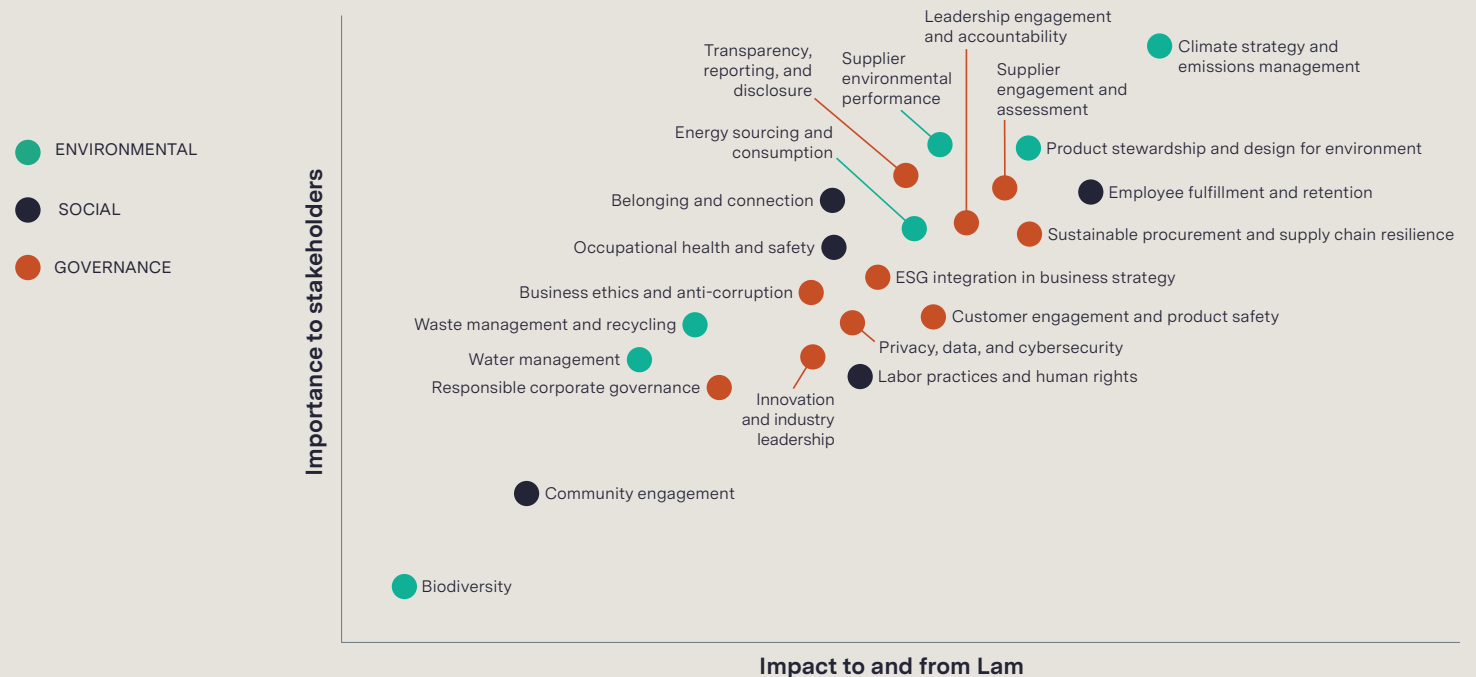 Leadership engagement
and accountability
Transparency,
reporting, and
disclosure
Supplier
environmental
performance
Climate strategy and
emissions management
Supplier
engagement and
assessment
Energy sourcing and
consumption
ENVIRONMENTAL
Product stewardship and design for environment
Employee fulfillment and retention
Belonging and connection
SOCIAL
Sustainable procurement and supply chain resilience
Occupational health and safety
GOVERNANCE
ESG integration in business strategy
Business ethics and anti-corruption
Customer engagement and product safety
Waste management and recycling
Privacy, data, and cybersecurity
Water management
Labor practices and human rights
Responsible corporate governance
Innovation
and industry
leadership
Importance to stakeholders
Community engagement
Biodiversity
Impact to and from Lam